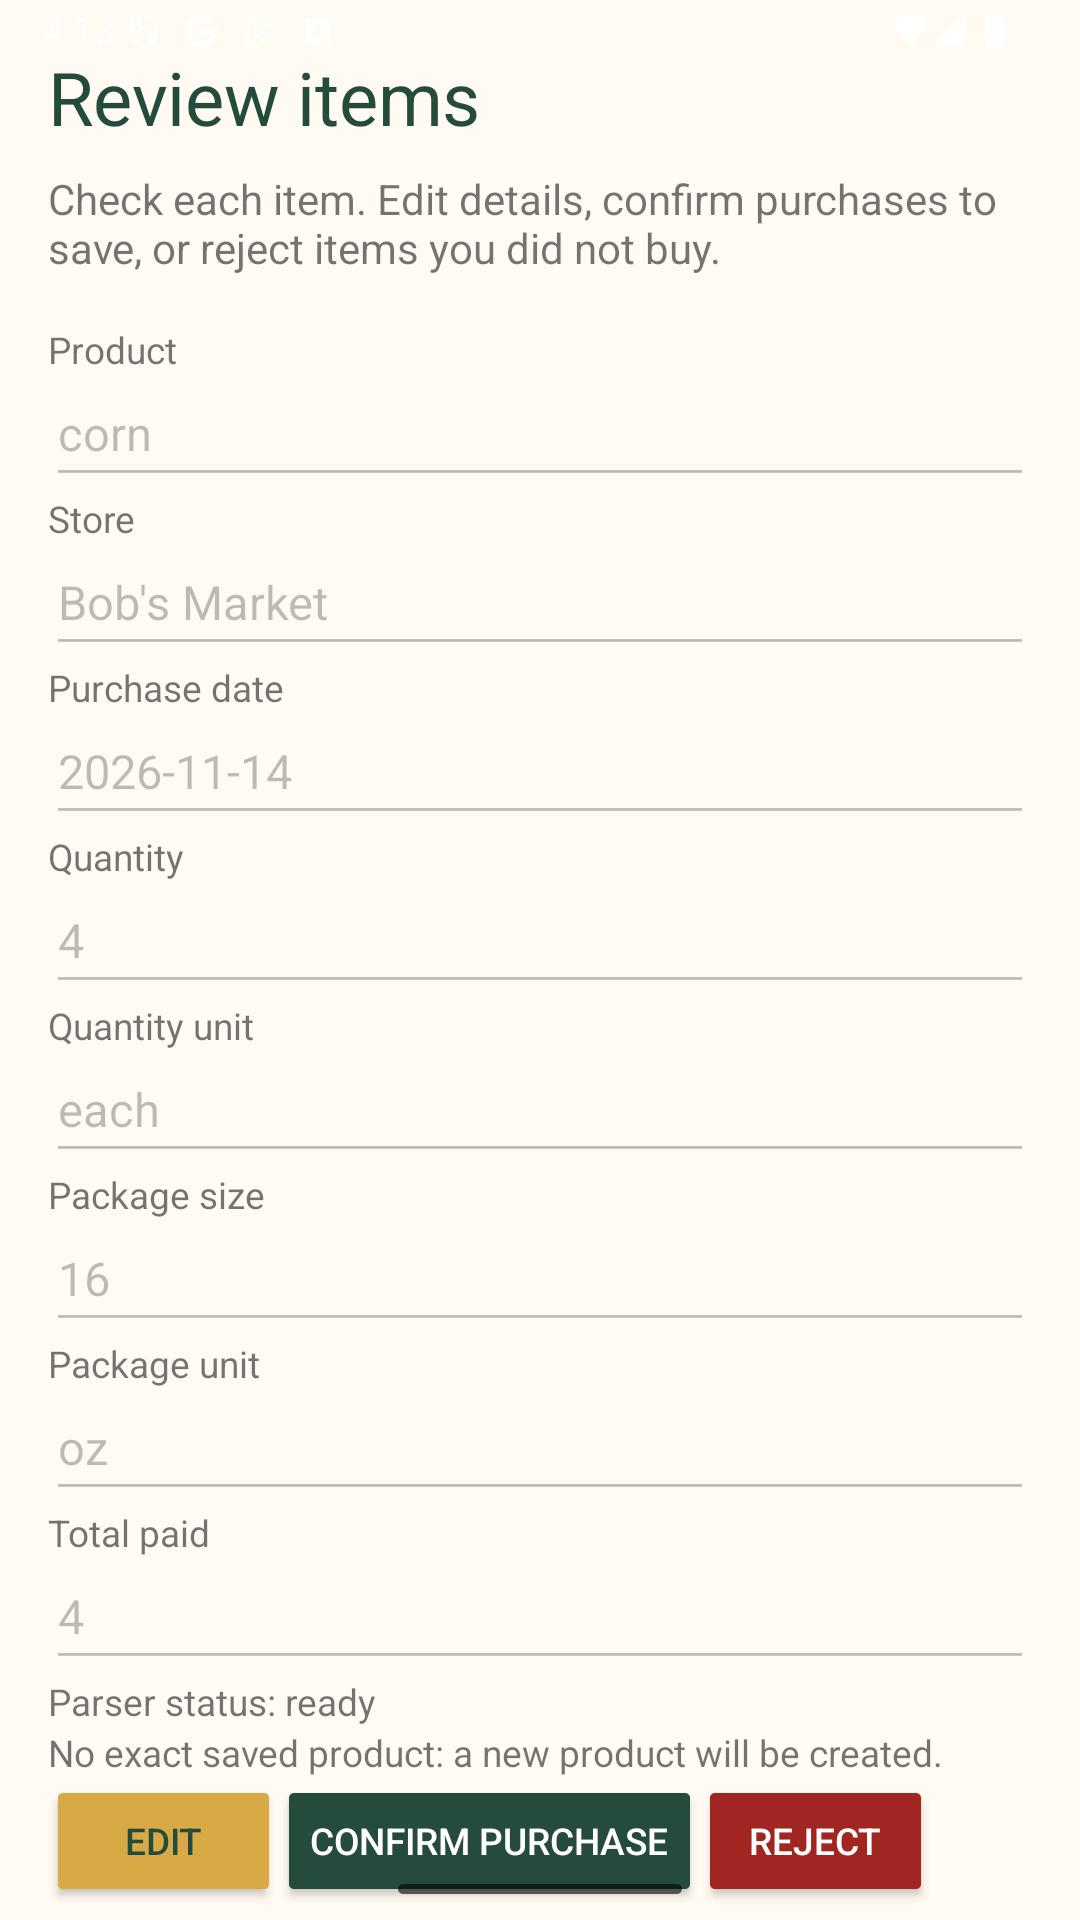 4:13
Review items
Check each item. Edit details, confirm purchases to
save, or reject items you did not buy.
Product
corn
Store
Bob's Market
Purchase date
2026-11-14
Quantity
4
Quantity unit
each
Package size
16
Package unit
oz
Total paid
4
Parser status: ready
No exact saved product: a new product will be created.
EDIT CONFIRM PURCHASE REJECT